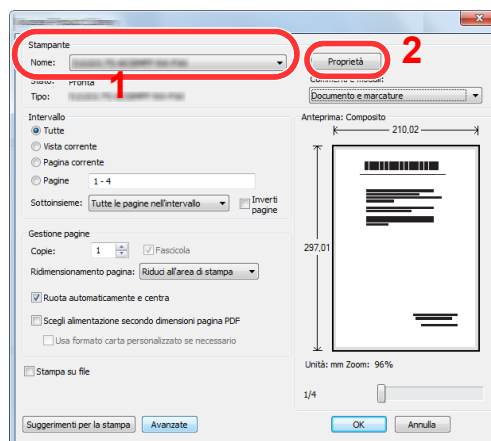 Stampante
Nome:
Proprietà
2
1
Stato: Pronta
Commenti e moduli:
Tipo:
Documento e marcature
Intervallo
Anteprima: Composito
Tutte
210,02
Vista corrente
Pagina corrente
Pagine 1 - 4
Sottoinsieme: Tutte le pagine nell'intervallo
Inverti
pagine
Gestione pagine
Copie: 1 Fascicola
297,01
Ridimensionamento pagina: Riduci all'area di stampa
Ruota automaticamente e centra
Scegli alimentazione secondo dimensioni pagina PDF
Usa formato carta personalizzato se necessario
Unità: mm Zoom: 96%
Stampa su file
1/4
Suggerimenti per la stampa
Avanzate
OK
Annulla